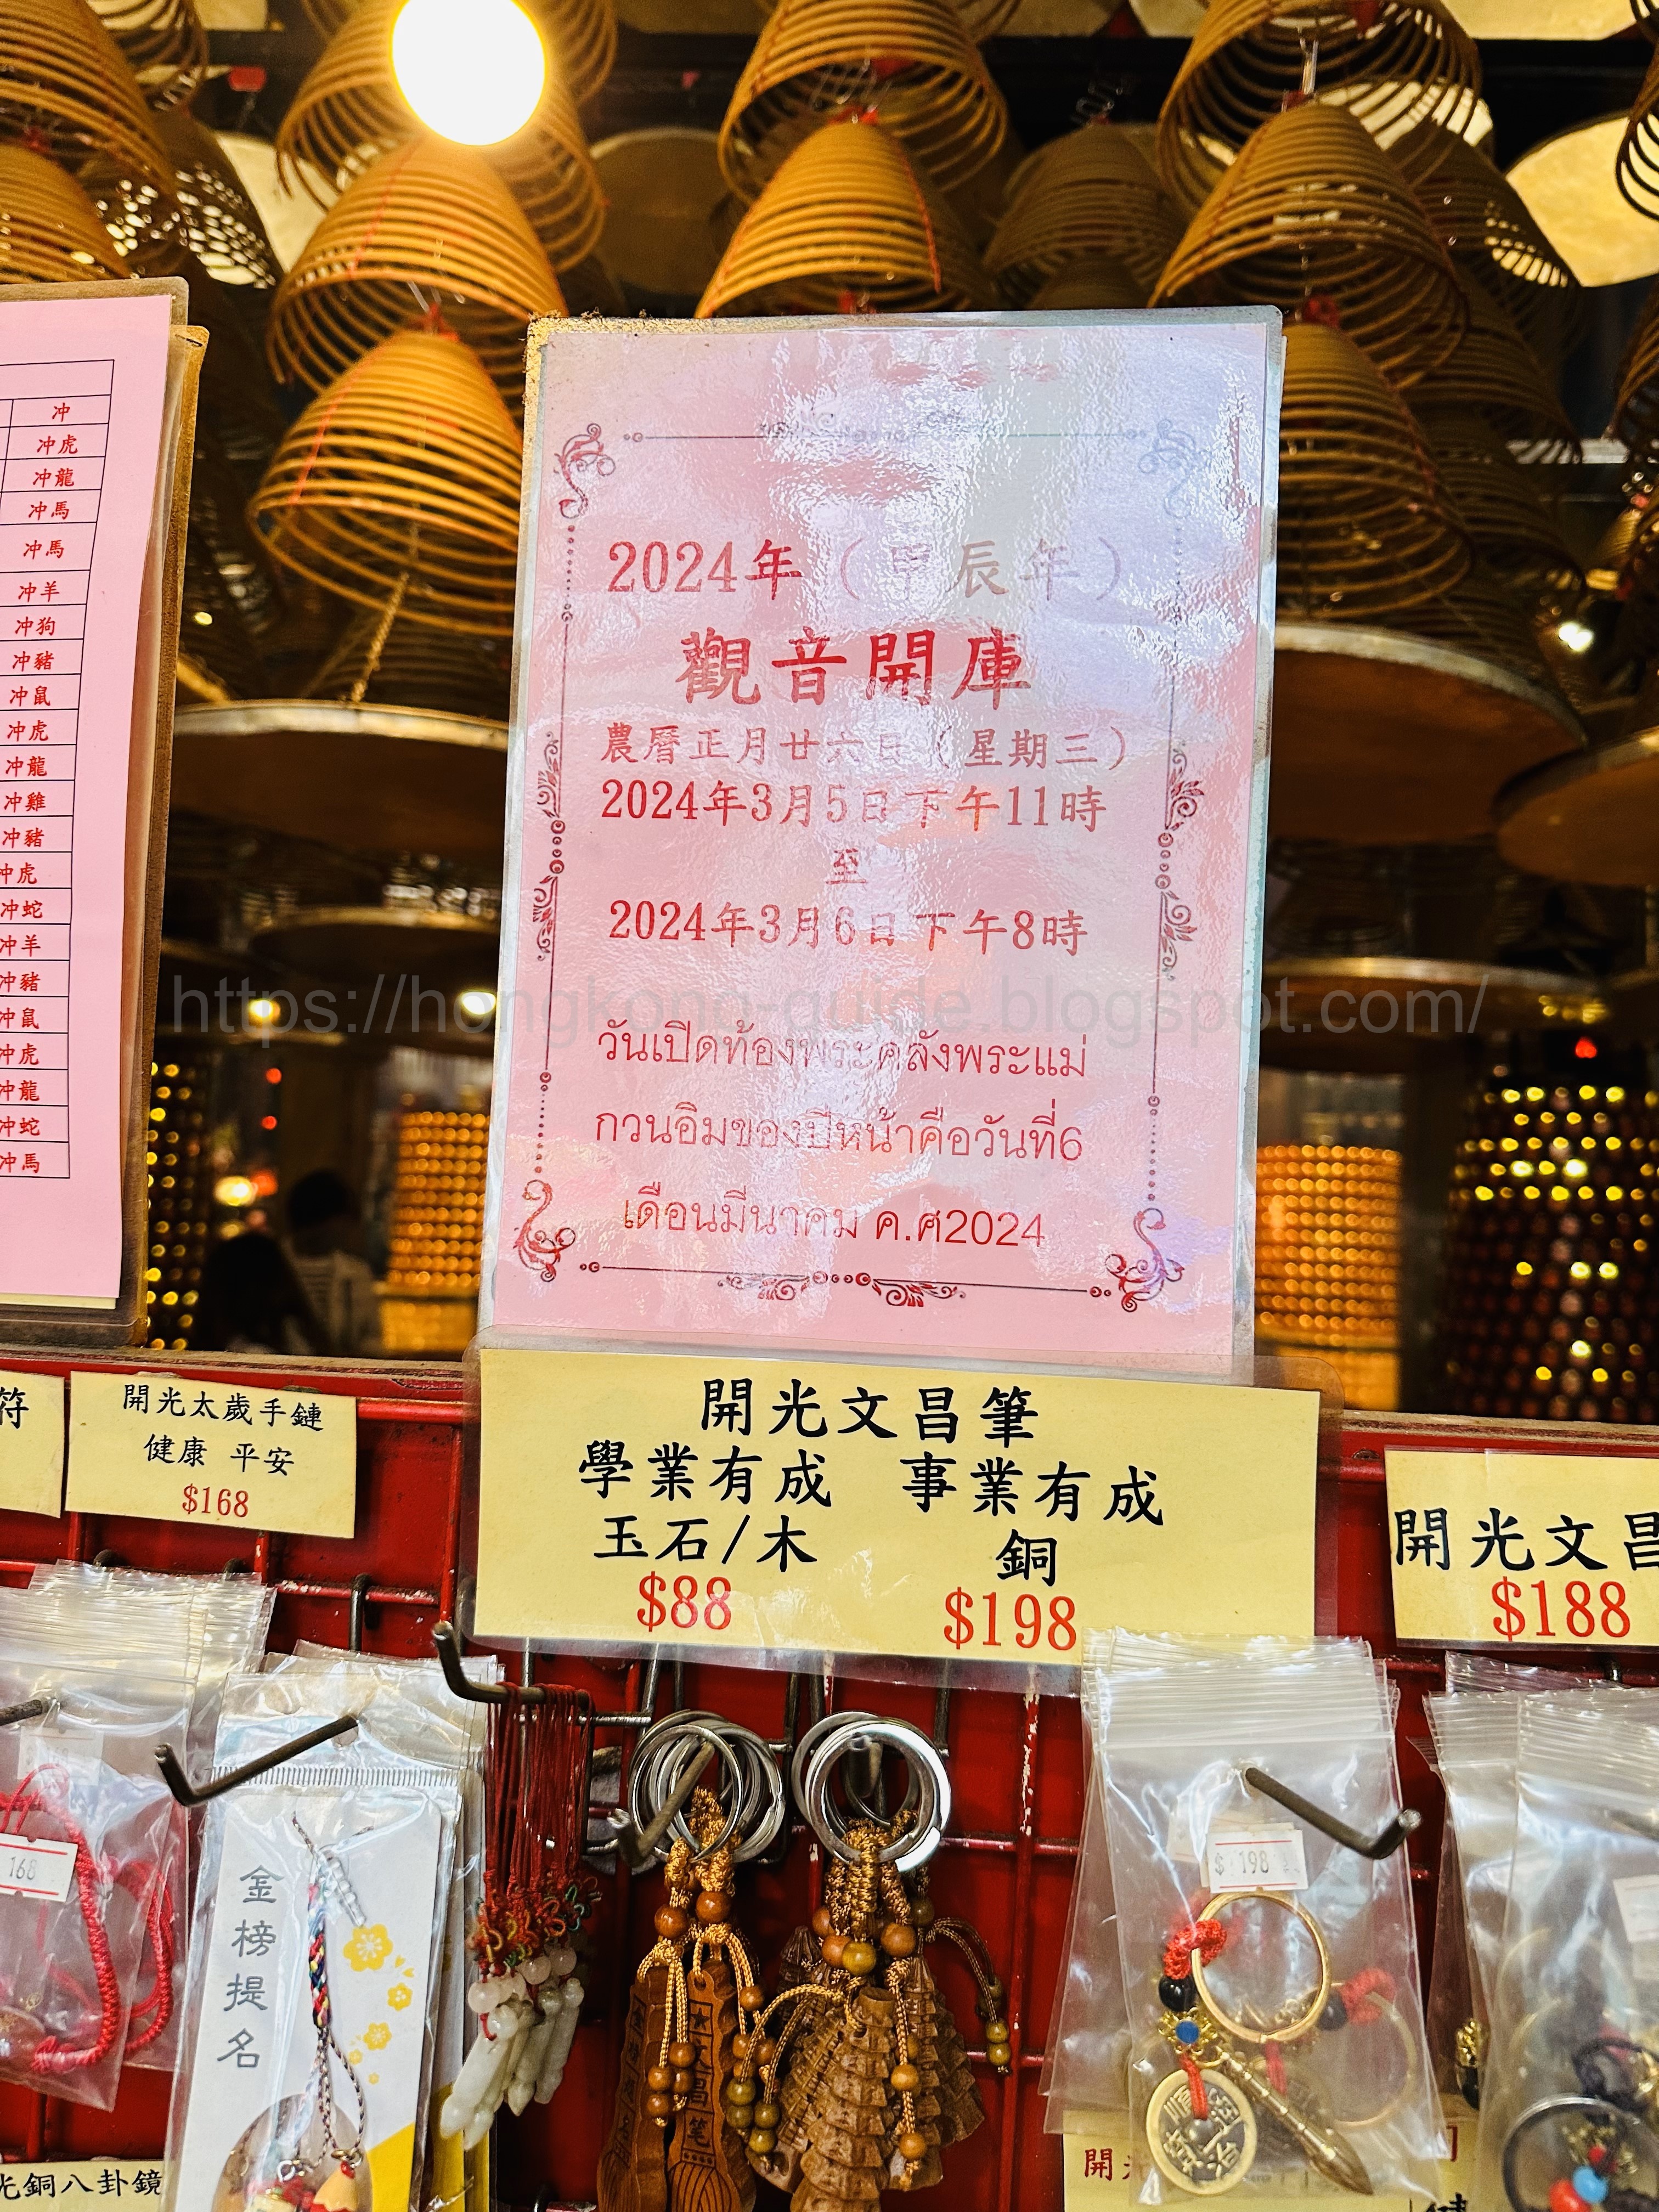 冲
冲虎
冲龍
冲馬
冲馬
冲羊
冲狗
冲豬
冲鼠
冲虎
冲龍
冲雞
冲豬
冲虎
冲蛇
冲羊
冲豬
冲鼠
冲虎
冲龍
冲蛇
冲馬
2024年（甲辰年）
觀音開庫
農曆正月廿六日（星期三）
2024年3月5日下午11時
至
2024年3月6日下午8時
https://hongkong-guide.blogspot.com/
วันเปิดท้องพระคลังพระแม่
กวนอิมของปีหน้าคือวันที่6
เดือนมีนาคม ค.ศ2024
符
開光太歲手鏈
健康 平安
$168
開光文昌筆
學業有成 事業有成
玉石/木 銅
$88 $198
開光文昌
$188
168
$198
金榜提名
光銅八卦鏡
開